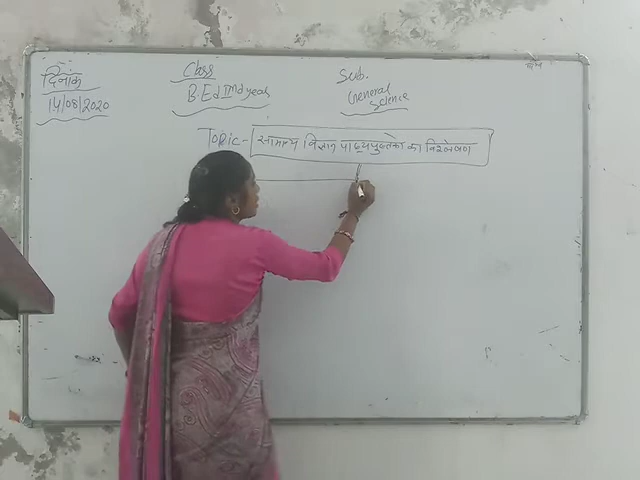 दिनांक Class Sub.
14/08/2020 B.Ed IInd year General
Science
Topic- सामान्य विज्ञान पाठ्यपुस्तको का विश्लेषण